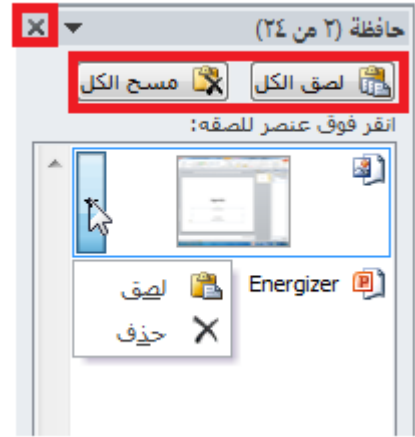 حافظة (٢ من ٢٤)
لصق الكل مسح الكل
انقر فوق عنصر للصقه:
لصق
Energizer
حذف